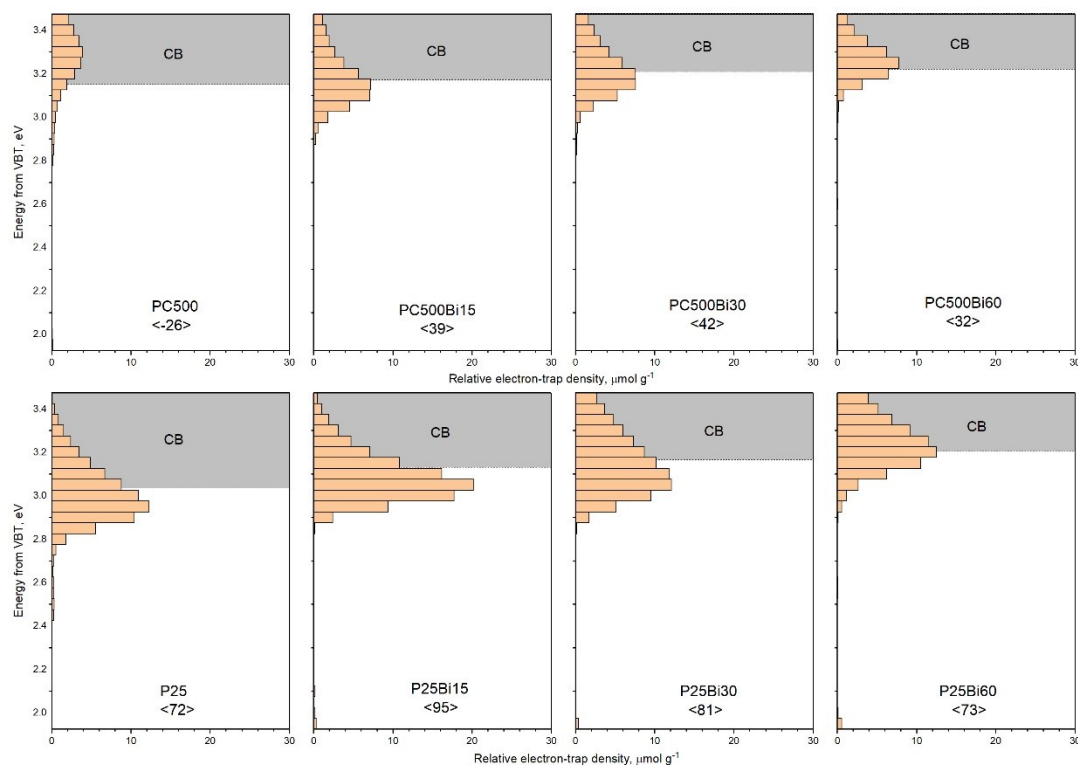 3.4
3.2
3.0
2.8
2.6
2.4
2.2
2.0
Energy from VBT, eV
CB
PC500
<-26>
0 10 20 30
CB
PC500Bi15
<39>
0 10 20 30
CB
PC500Bi30
<42>
0 10 20 30
CB
PC500Bi60
<32>
0 10 20 30
Relative electron-trap density, μmol g⁻¹
3.4
3.2
3.0
2.8
2.6
2.4
2.2
2.0
Energy from VBT, eV
CB
P25
<72>
0 10 20 30
CB
P25Bi15
<95>
0 10 20 30
CB
P25Bi30
<81>
0 10 20 30
CB
P25Bi60
<73>
0 10 20 30
Relative electron-trap density, μmol g⁻¹